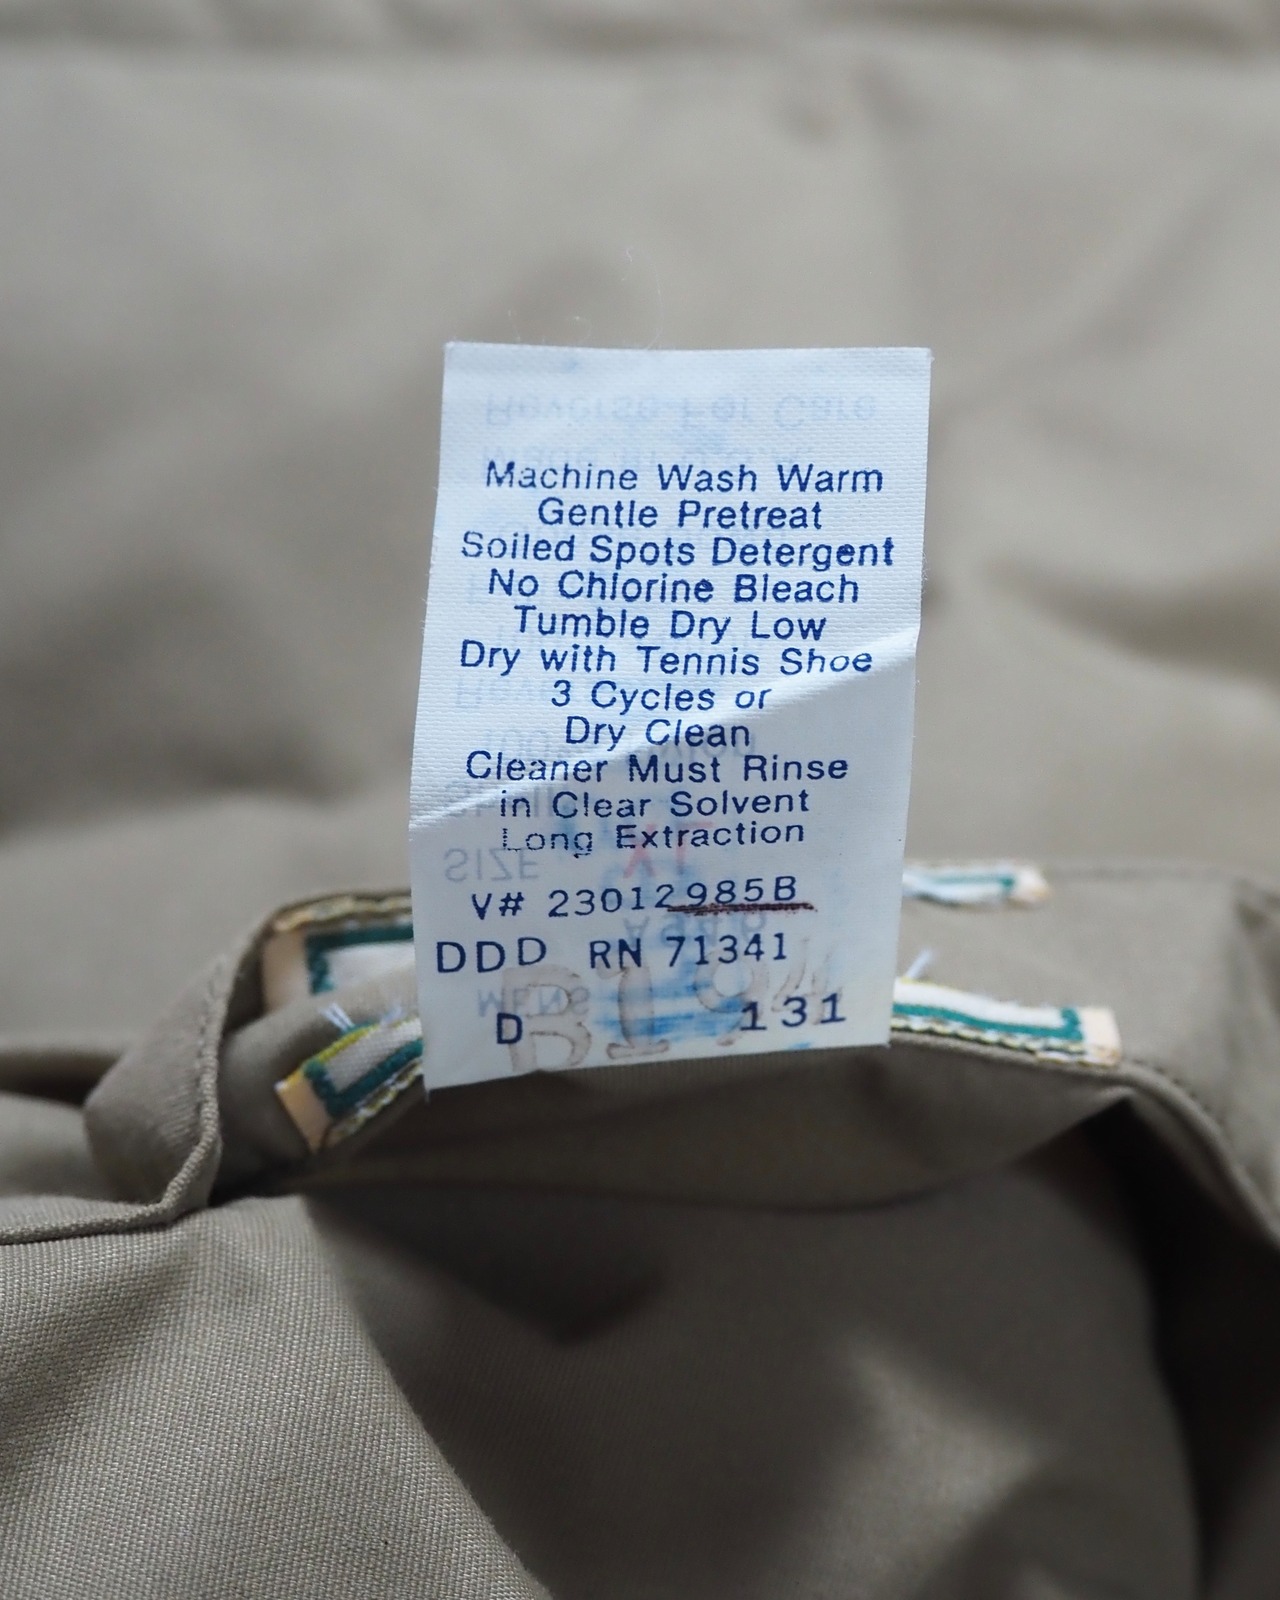 Machine Wash Warm
Gentle Pretreat
Soiled Spots Detergent
No Chlorine Bleach
Tumble Dry Low
Dry with Tennis Shoe
3 Cycles or
Dry Clean
Cleaner Must Rinse
in Clear Solvent
Long Extraction
V# 23012985B
DDD RN 71341
D 131